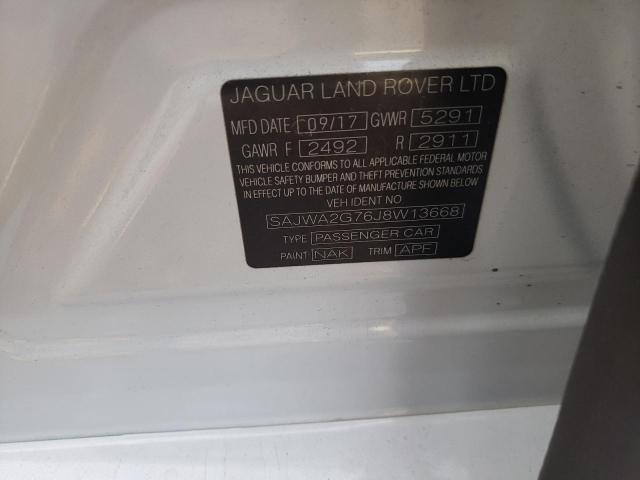 JAGUAR LAND ROVER LTD
MFD DATE 09/17 GVWR 5291
GAWR F 2492 R 2911
THIS VEHICLE CONFORMS TO ALL APPLICABLE FEDERAL MOTOR
VEHICLE SAFETY BUMPER AND THEFT PREVENTION STANDARDS
IN EFFECT UP TO THE DATE OF MANUFACTURE SHOWN BELOW.
VEH IDENT NO
SAJWA2G76J8W13668
TYPE PASSENGER CAR
PAINT NAK TRIM APF